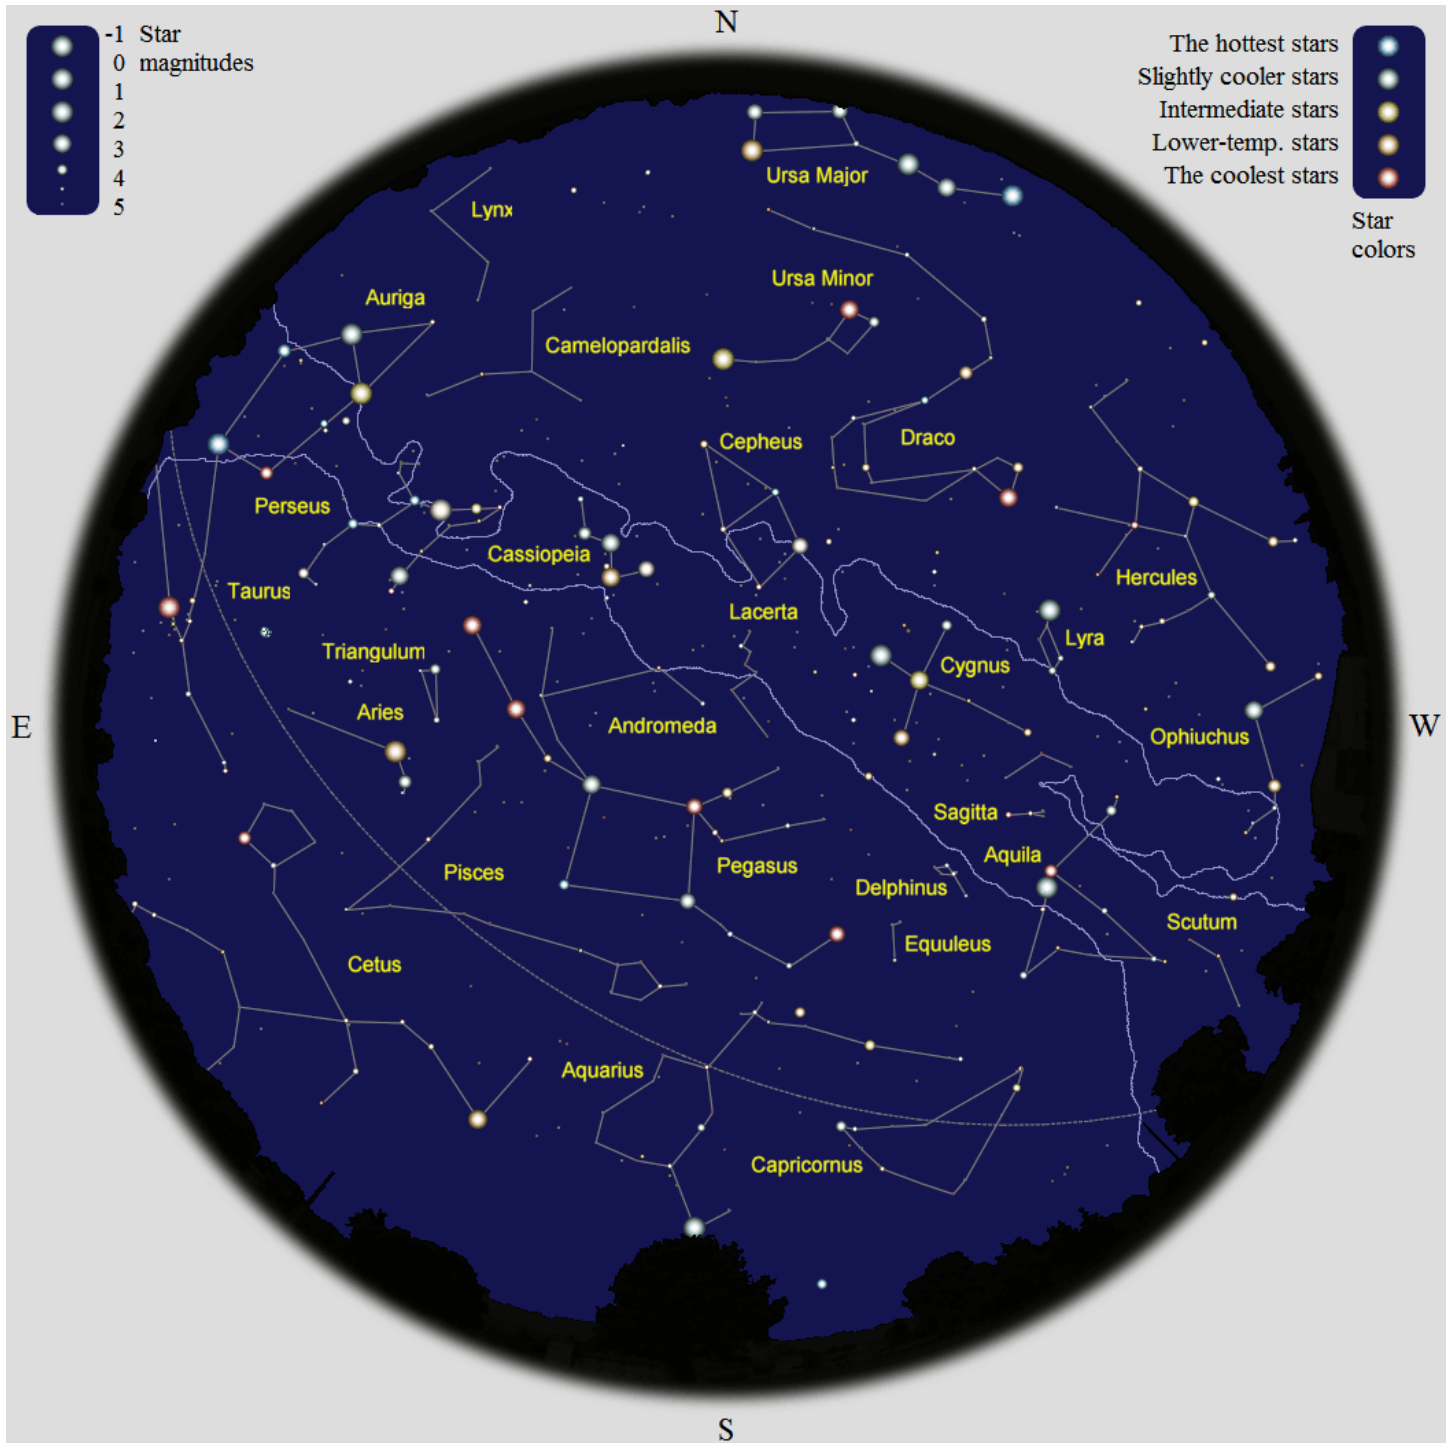 N
-1 Star
0 magnitudes
1
2
3
4
5
The hottest stars
Slightly cooler stars
Intermediate stars
Lower-temp. stars
The coolest stars
Star
colors
Ursa Major
Lynx
Ursa Minor
Auriga
Camelopardalis
Cepheus
Draco
Perseus
Cassiopeia
Hercules
Taurus
Lacerta
Lyra
Triangulum
Cygnus
Aries
Andromeda
Ophiuchus
E
W
Sagitta
Aquila
Pisces
Pegasus
Delphinus
Scutum
Equuleus
Cetus
Aquarius
Capricornus
S